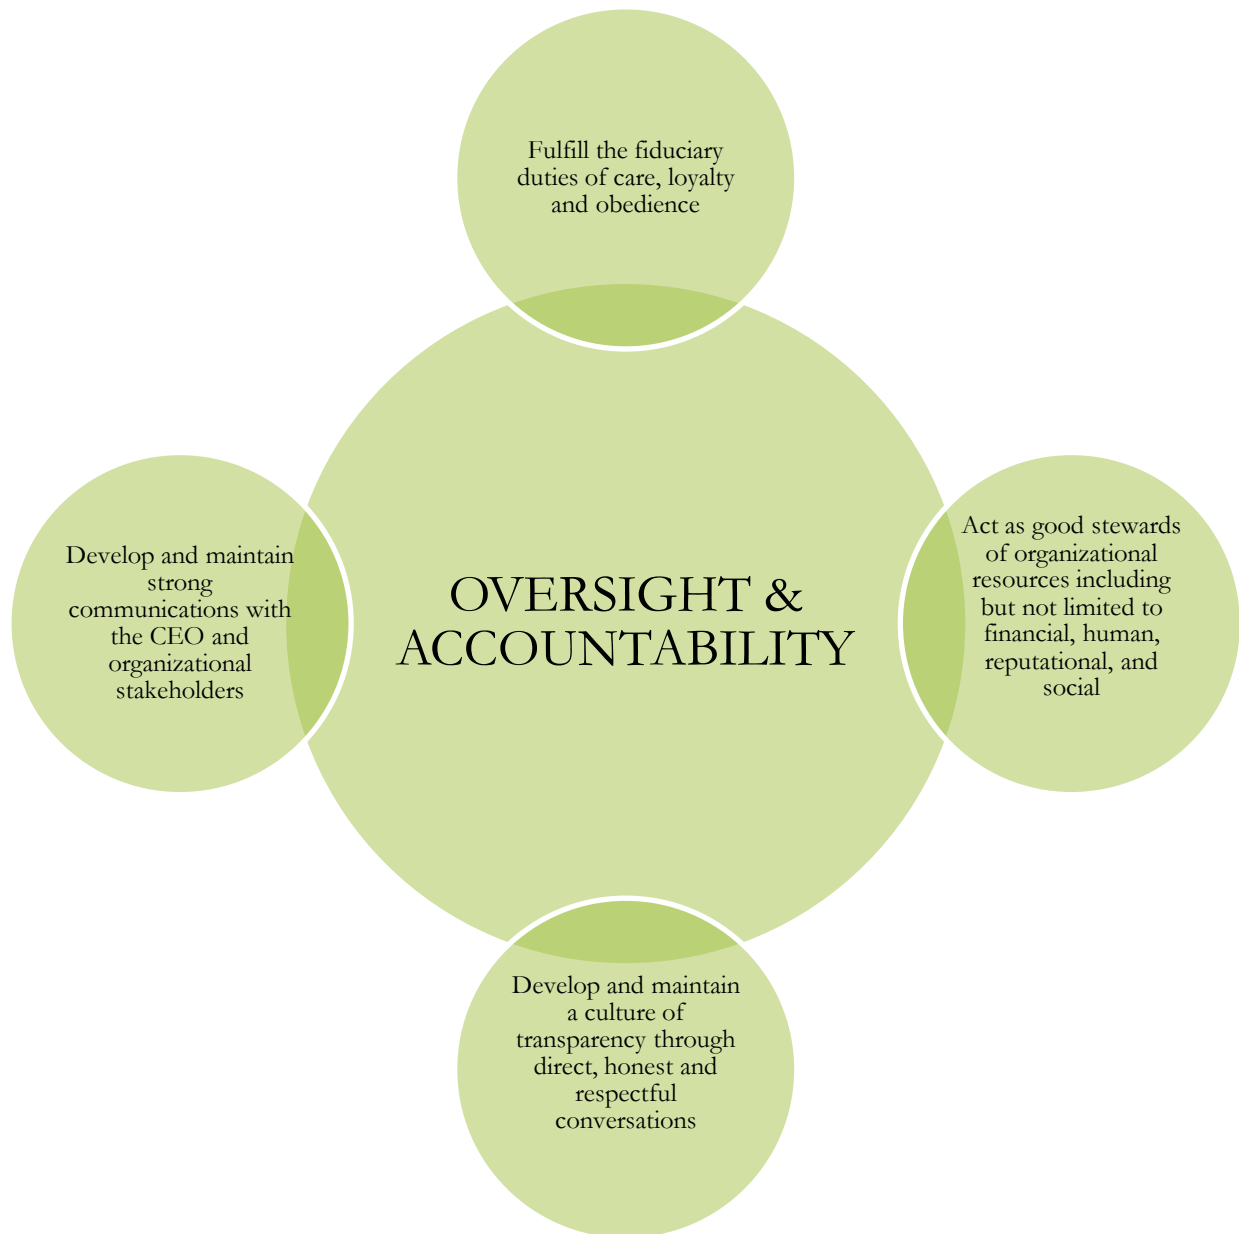 Fulfill the fiduciary
duties of care, loyalty
and obedience
Develop and maintain
strong
communications with
the CEO and
organizational
stakeholders
OVERSIGHT &
ACCOUNTABILITY
Act as good stewards
of organizational
resources including
but not limited to
financial, human,
reputational, and
social
Develop and maintain
a culture of
transparency through
direct, honest and
respectful
conversations